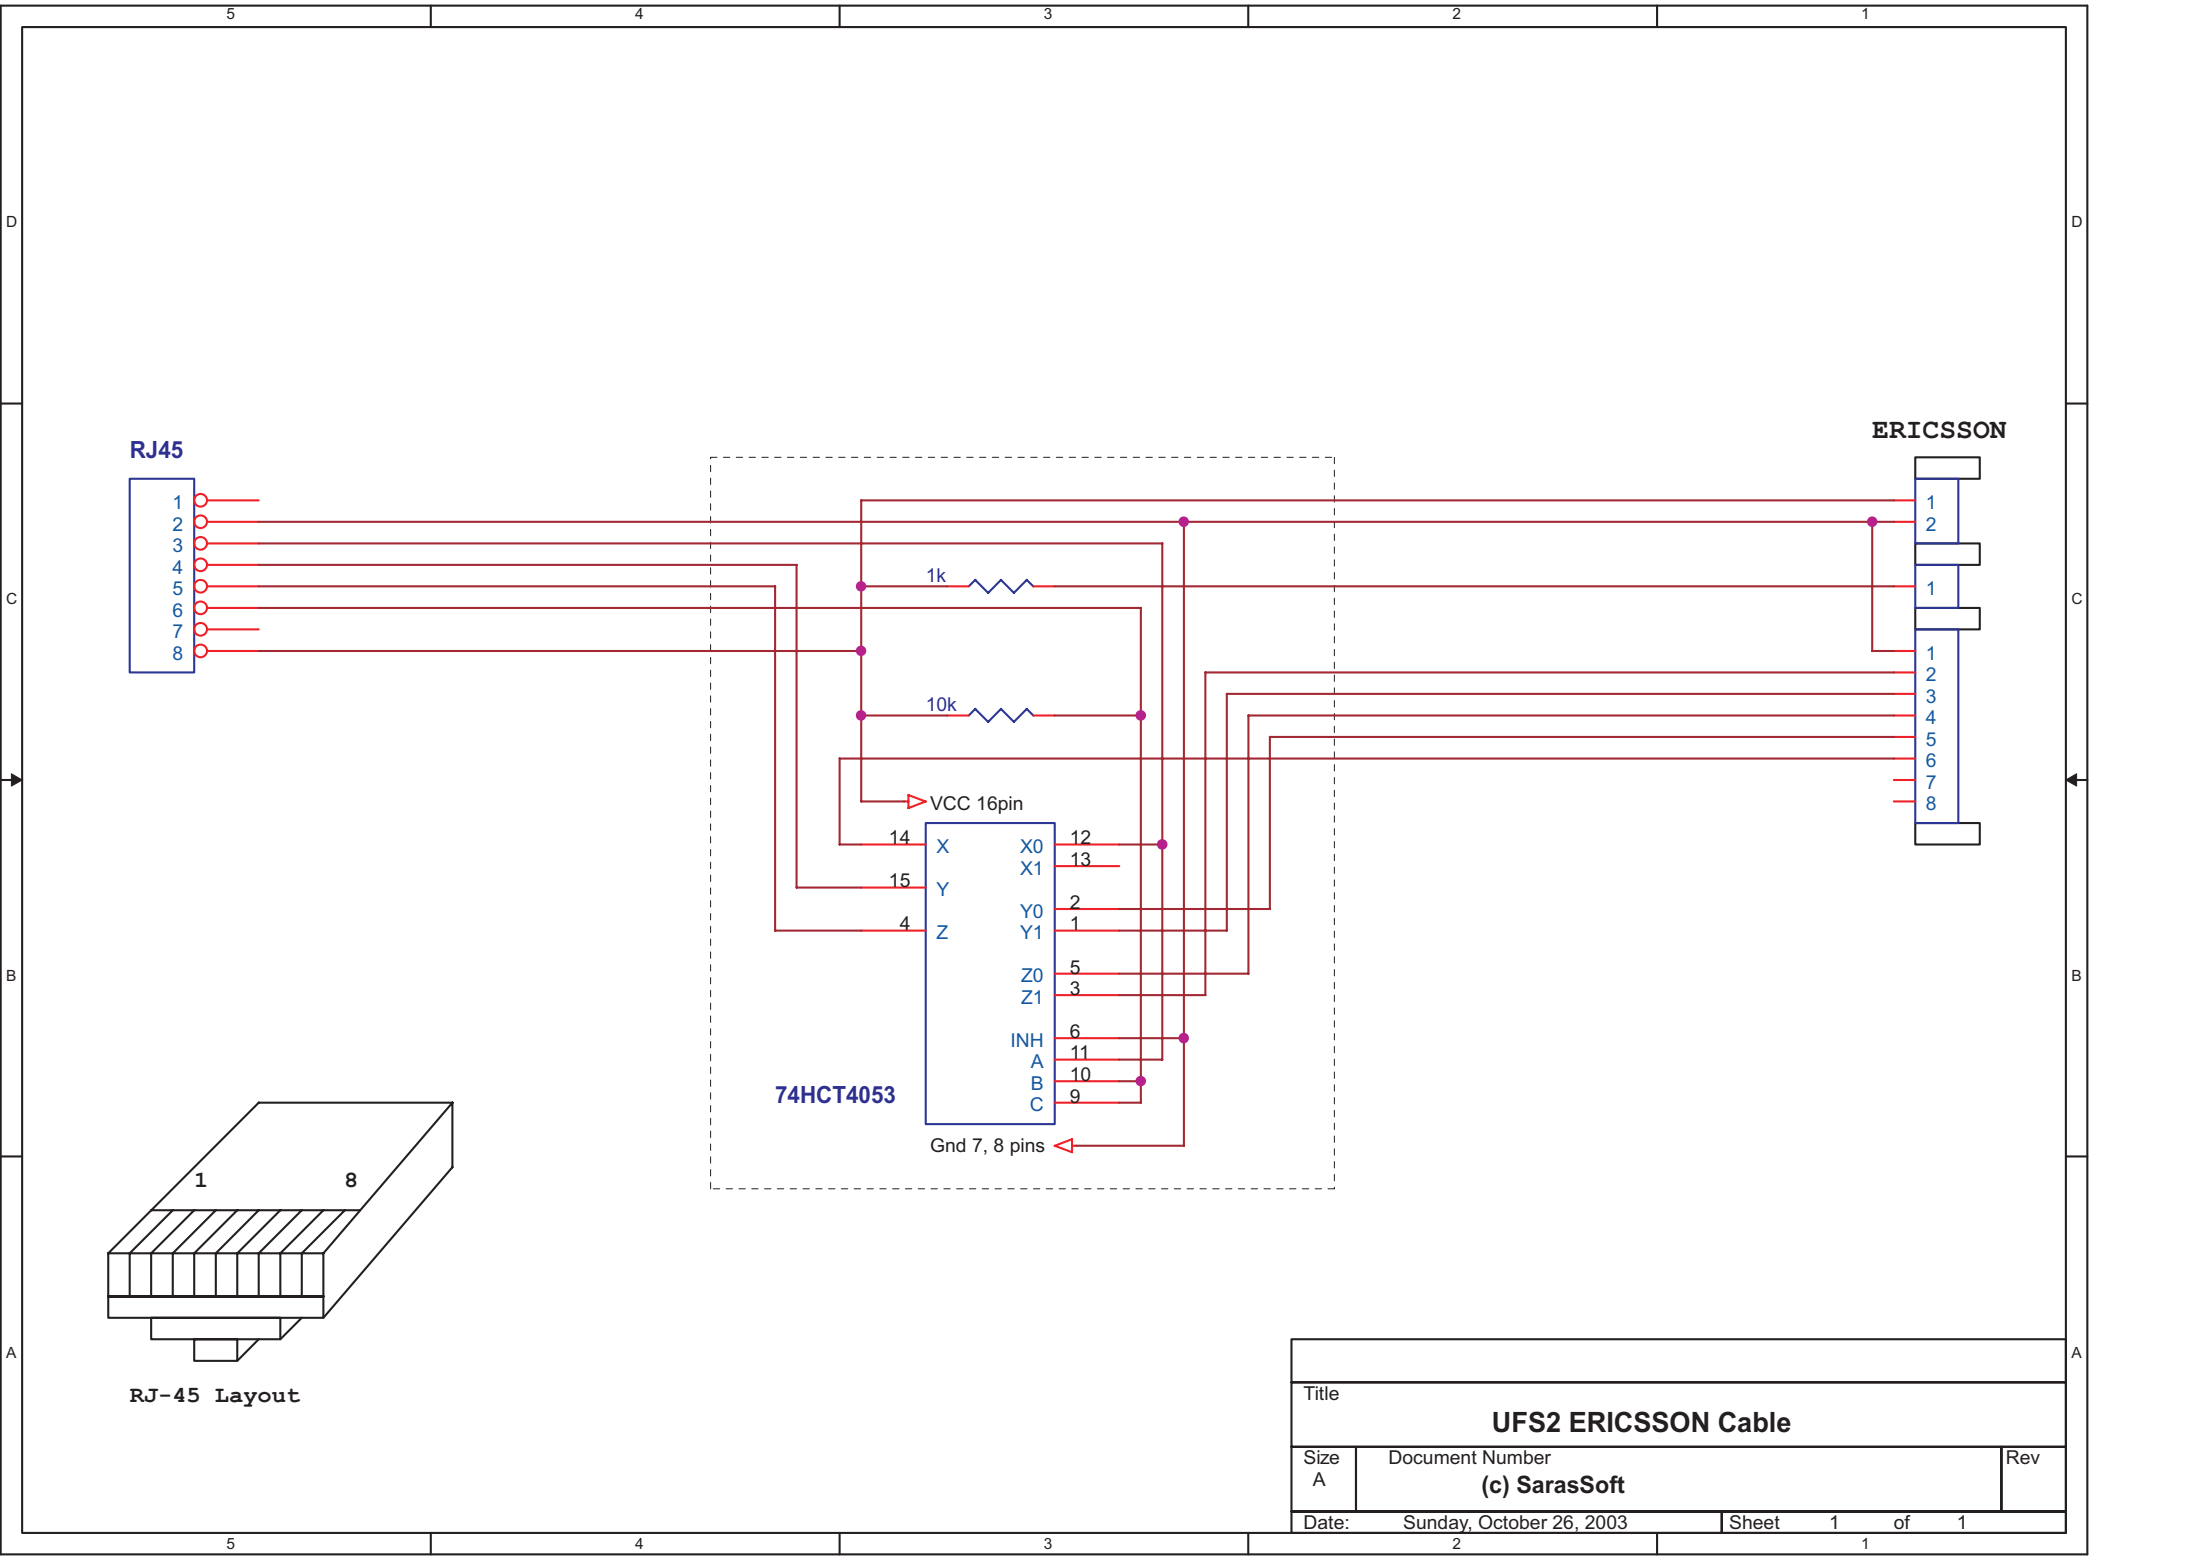 5 4 3 2 1
D D
ERICSSON
RJ45
1
2
3
4
5
6
7
8
1
2
1k
1
C C
10k
1
2
3
4
5
6
7
8
VCC 16pin
14 X X0 12
X1 13
15 Y
Y0 2
Y1 1
4 Z
Z0 5
Z1 3
B B
INH 6
A 11
B 10
C 9
74HCT4053
Gnd 7, 8 pins
1 8
A A
RJ-45 Layout
Title
UFS2 ERICSSON Cable
Size Document Number Rev
A (c) SarasSoft
Date: Sunday, October 26, 2003 Sheet 1 of 1
5 4 3 2 1